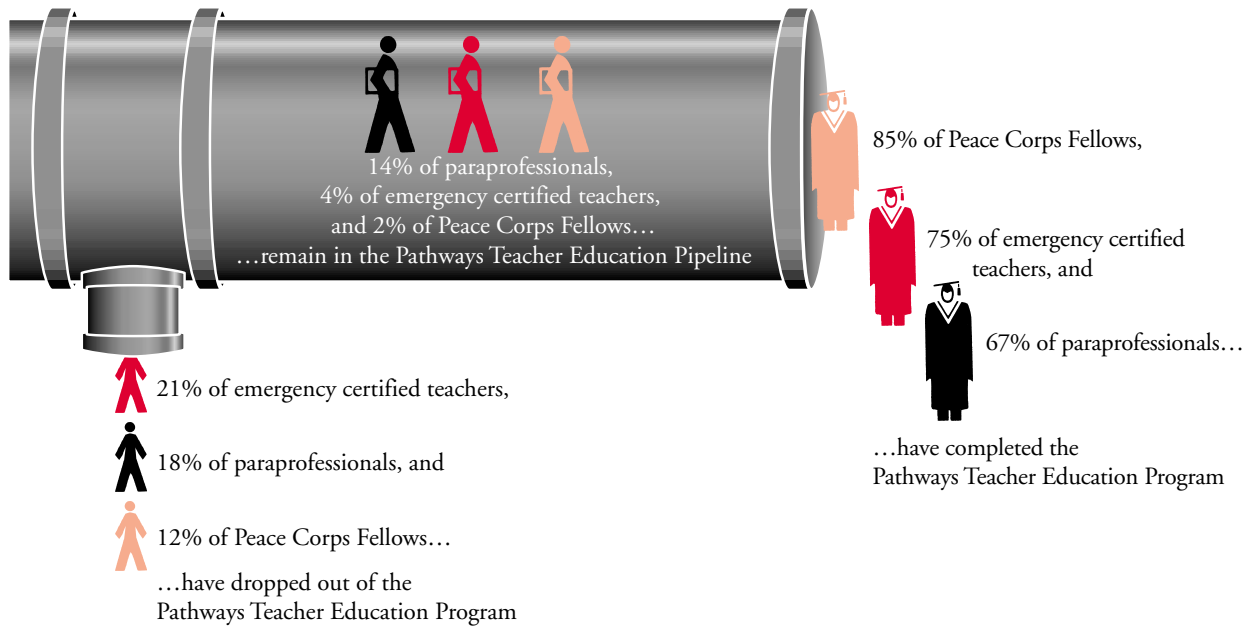 14% of paraprofessionals,
4% of emergency certified teachers,
and 2% of Peace Corps Fellows…
…remain in the Pathways Teacher Education Pipeline
85% of Peace Corps Fellows,
75% of emergency certified
teachers, and
67% of paraprofessionals…
…have completed the
Pathways Teacher Education Program
21% of emergency certified teachers,
18% of paraprofessionals, and
12% of Peace Corps Fellows…
…have dropped out of the
Pathways Teacher Education Program